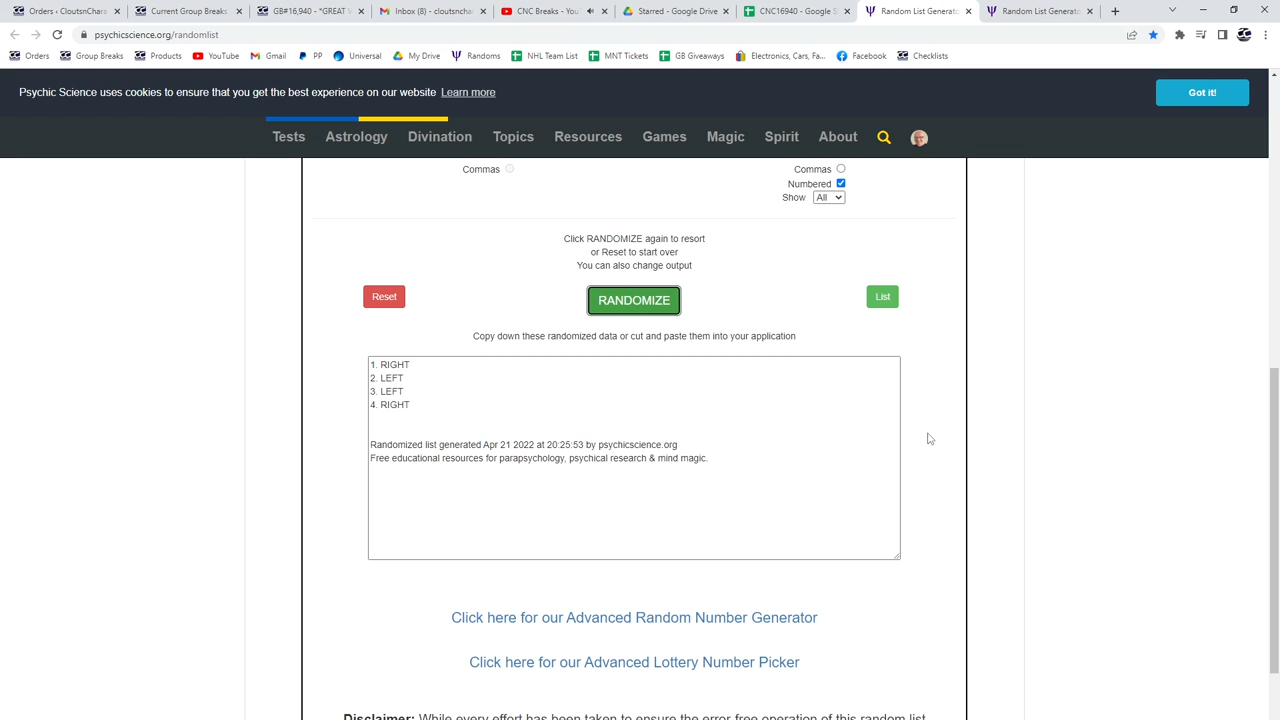 Orders · CloutsnChara
Current Group Breaks
GB#16,940 - *GREAT V
Inbox (8) - cloutsnchar
CNC Breaks - You
Starred - Google Drive
CNC16940 - Google S
Random List Generato
Random List Generato
psychicscience.org/randomlist
Orders
Group Breaks
Products
YouTube
Gmail
PP
Universal
My Drive
Randoms
NHL Team List
MNT Tickets
GB Giveaways
Electronics, Cars, Fa...
Facebook
Checklists
Psychic Science uses cookies to ensure that you get the best experience on our website Learn more
Got it!
Tests Astrology Divination Topics Resources Games Magic Spirit About
Commas
Commas
Numbered
Show All
Click RANDOMIZE again to resort
or Reset to start over
You can also change output
Reset
RANDOMIZE
List
Copy down these randomized data or cut and paste them into your application
1. RIGHT
2. LEFT
3. LEFT
4. RIGHT
Randomized list generated Apr 21 2022 at 20:25:53 by psychicscience.org
Free educational resources for parapsychology, psychical research & mind magic.
Click here for our Advanced Random Number Generator
Click here for our Advanced Lottery Number Picker
Disclaimer: While every effort has been taken to ensure the error-free operation of this random list